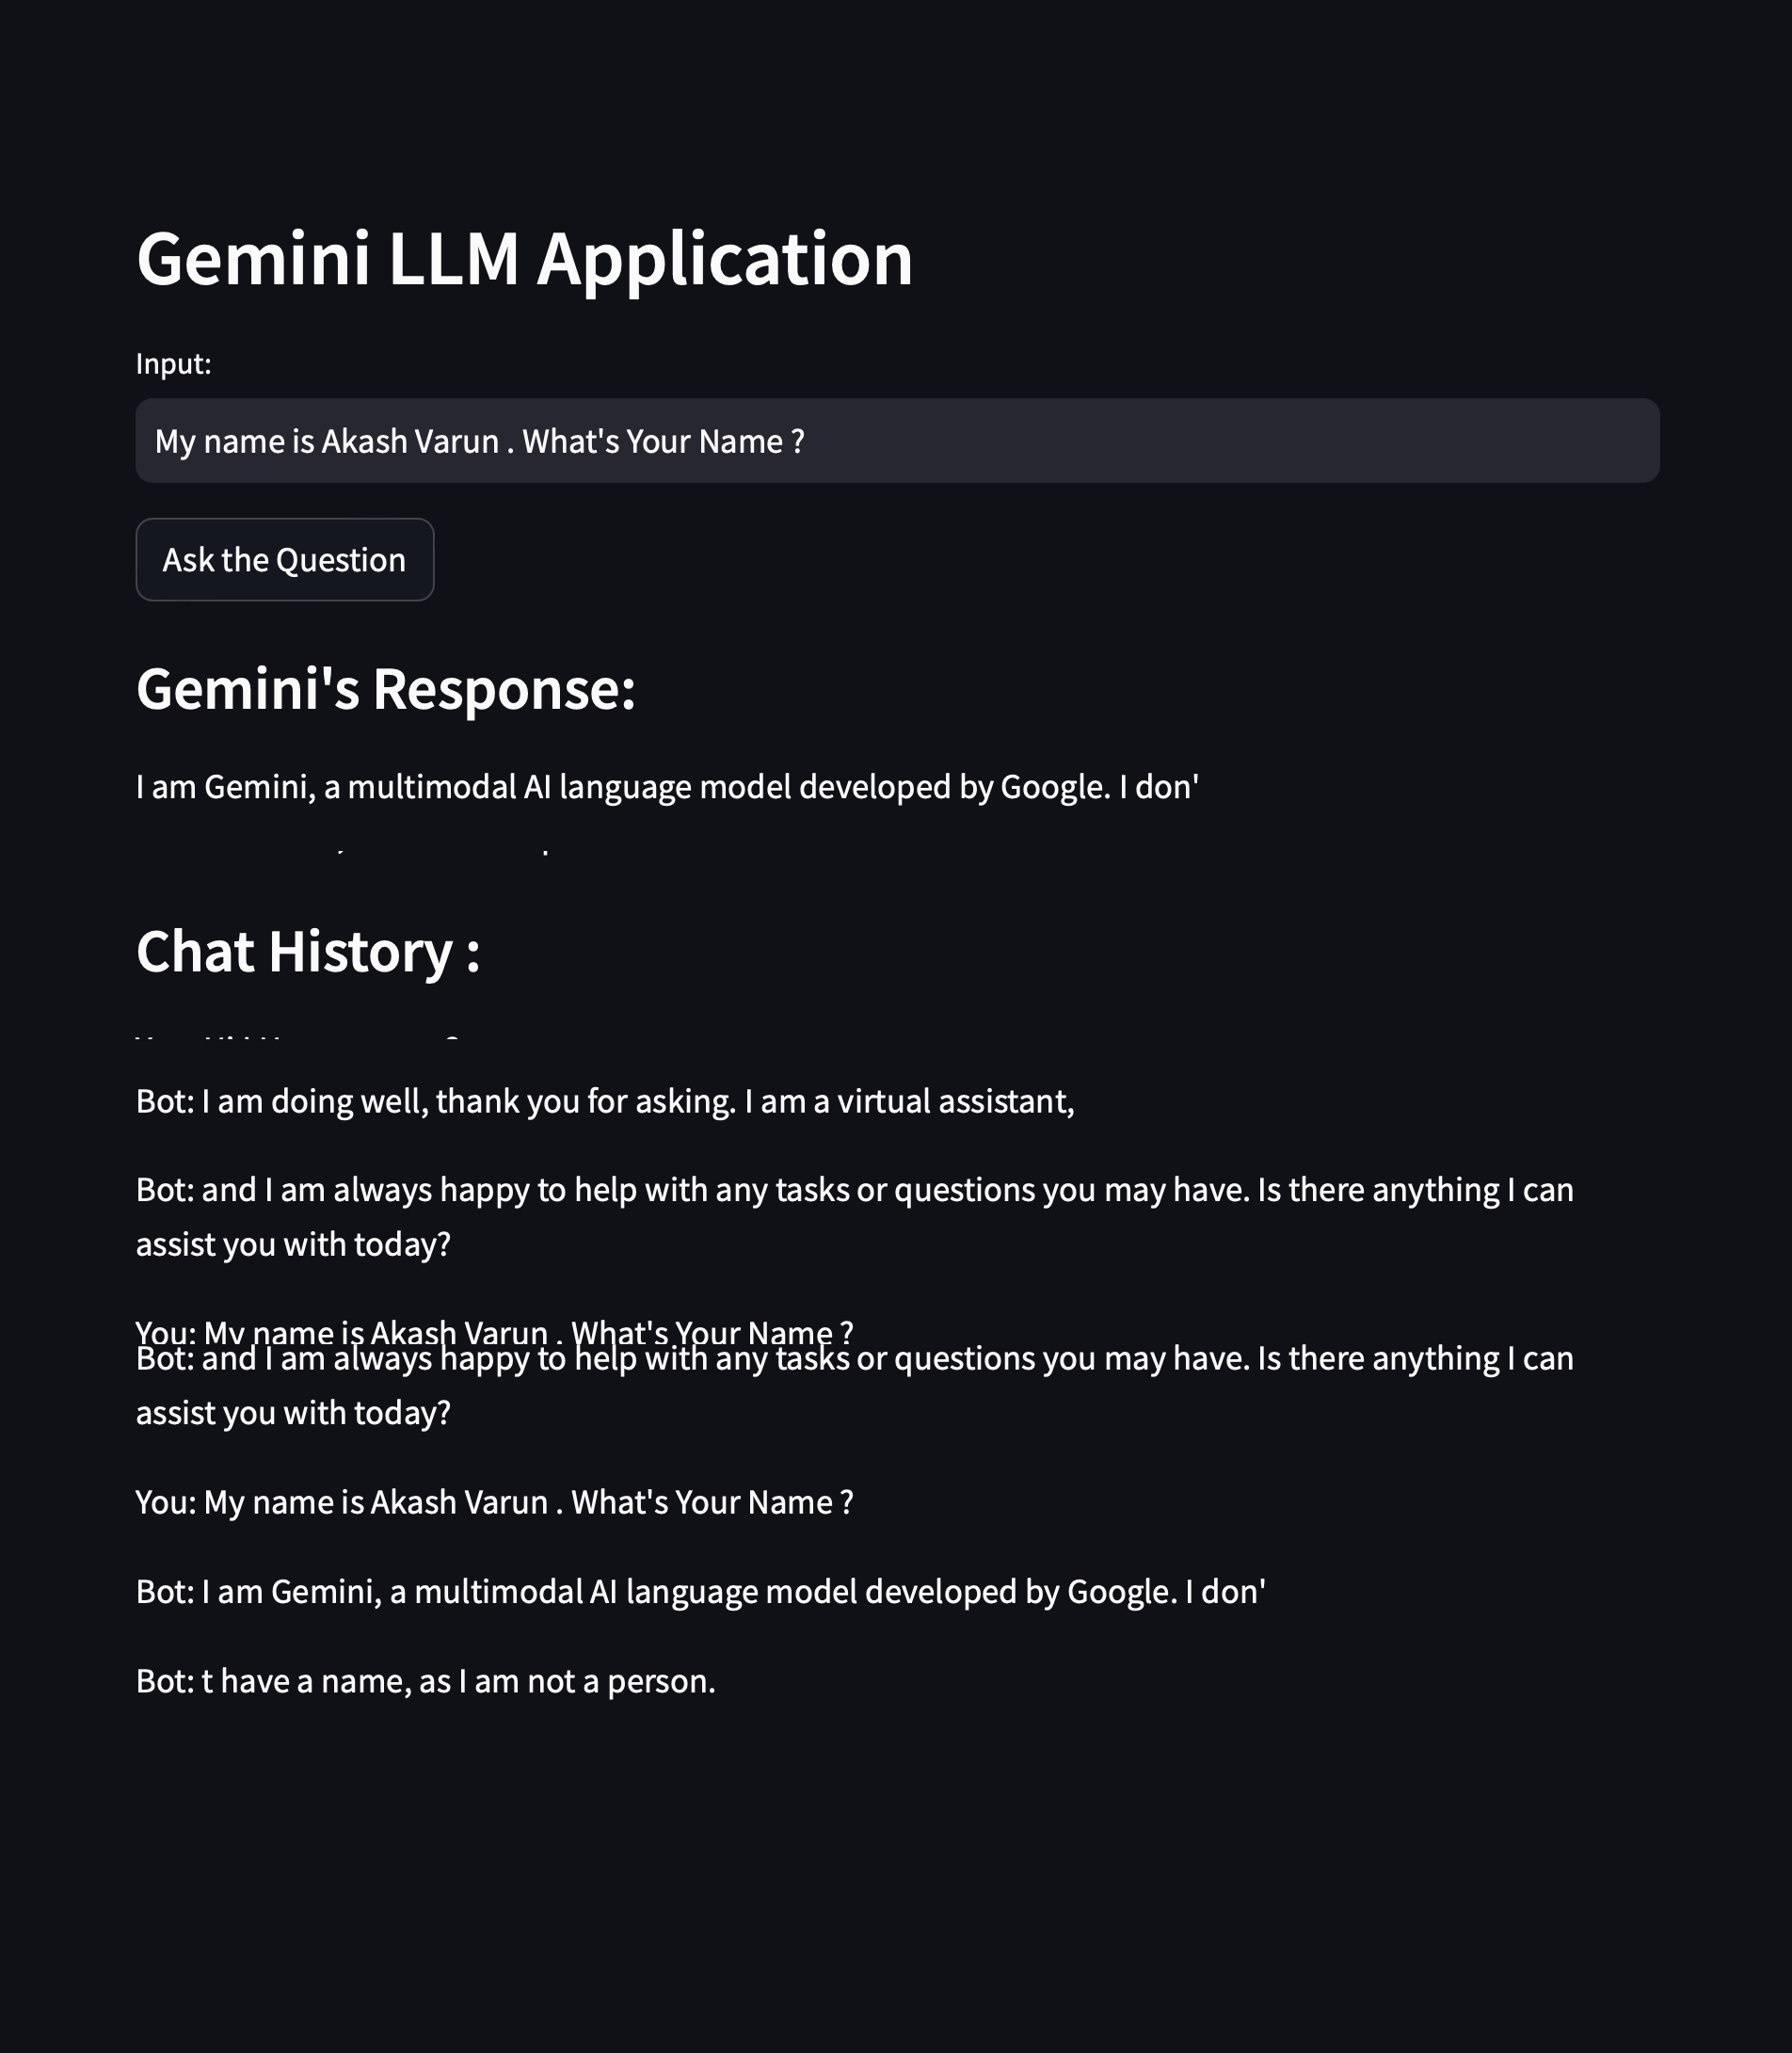 Gemini LLM Application
Input:
My name is Akash Varun . What's Your Name ?
Ask the Question
Gemini's Response:
I am Gemini, a multimodal AI language model developed by Google. I don'
Chat History :
Bot: I am doing well, thank you for asking. I am a virtual assistant,
Bot: and I am always happy to help with any tasks or questions you may have. Is there anything I can
assist you with today?
You: My name is Akash Varun . What's Your Name ?
Bot: and I am always happy to help with any tasks or questions you may have. Is there anything I can
assist you with today?
You: My name is Akash Varun . What's Your Name ?
Bot: I am Gemini, a multimodal AI language model developed by Google. I don'
Bot: t have a name, as I am not a person.